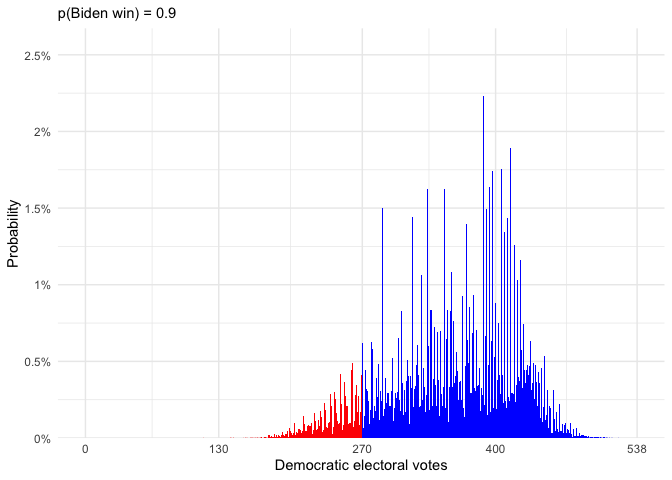 p(Biden win) = 0.9
2.5%
2%
1.5%
1%
0.5%
0%
0 130 270 400 538
Democratic electoral votes
Probability